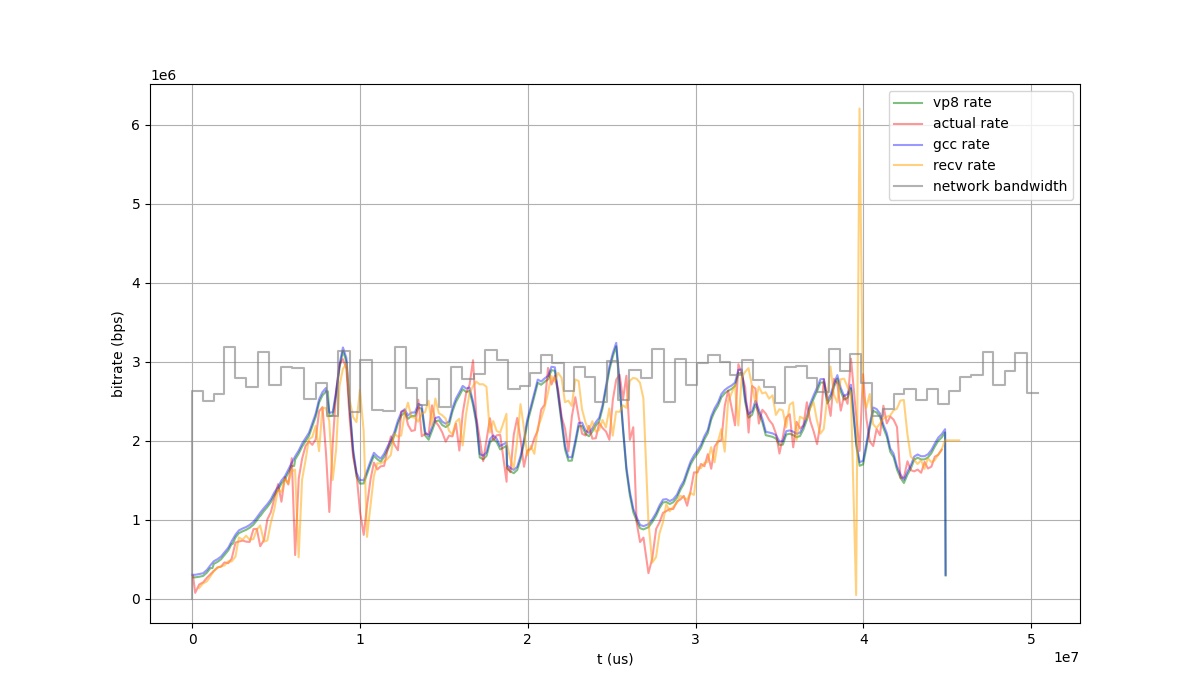 1e6
6
5
4
3
2
1
0
bitrate (bps)
vp8 rate
actual rate
gcc rate
recv rate
network bandwidth
0 1 2 3 4 5
t (us)
1e7